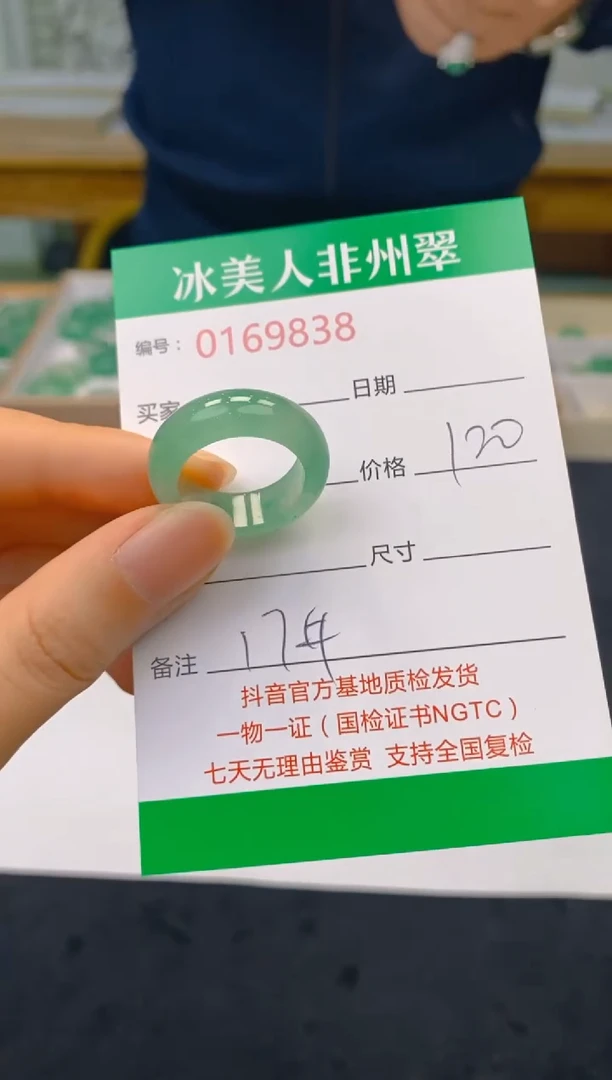 冰美人非州翠
编号： 0169838
买家 日期
价格 120
尺寸
备注 17#
抖音官方基地质检发货
一物一证（国检证书NGTC）
七天无理由鉴赏 支持全国复检